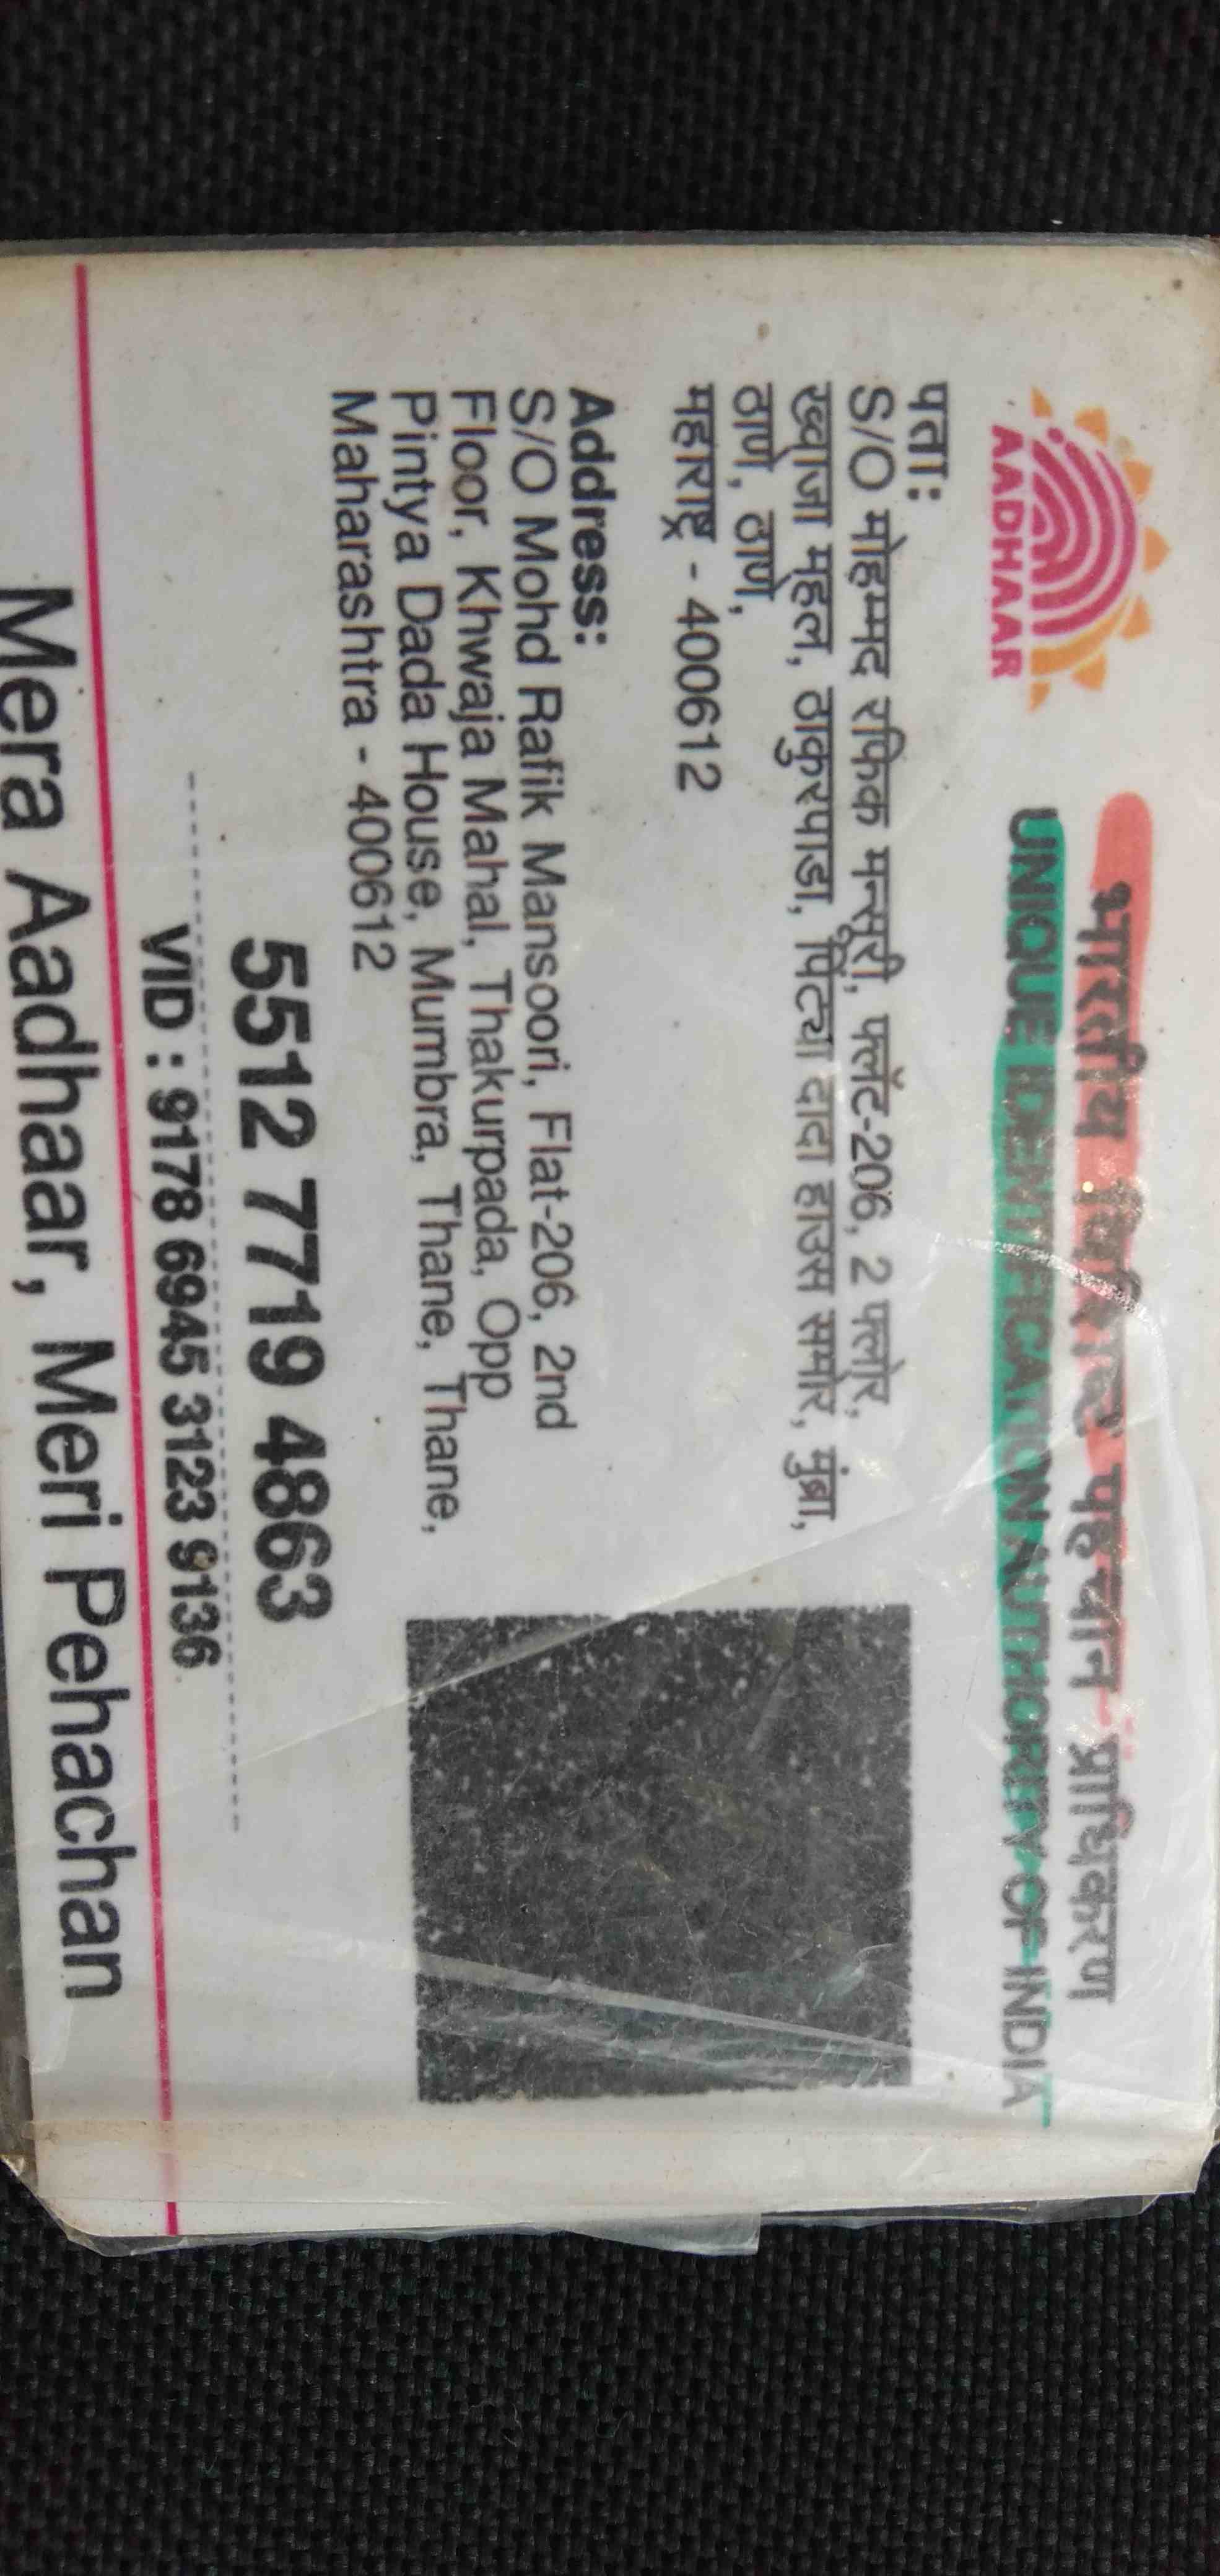 भारतीय विशिष्ट पहचान प्राधिकरण
UNIQUE IDENTIFICATION AUTHORITY OF INDIA
AADHAAR
पता:
S/O मोहम्मद रफिक मन्सुरी, फ्लॅट-206, 2 फ्लोर,
ख्वाजा महल, ठाकुरपाडा, पिंट्या दादा हाउस समोर, मुंब्रा,
ठाणे, ठाणे,
महाराष्ट्र - 400612
Address:
S/O Mohd Rafik Mansoori, Flat-206, 2nd
Floor, Khwaja Mahal, Thakurpada, Opp
Pintya Dada House, Mumbra, Thane, Thane,
Maharashtra - 400612
5512 7719 4863
VID : 9178 6945 3123 9136
Mera Aadhaar, Meri Pehachan